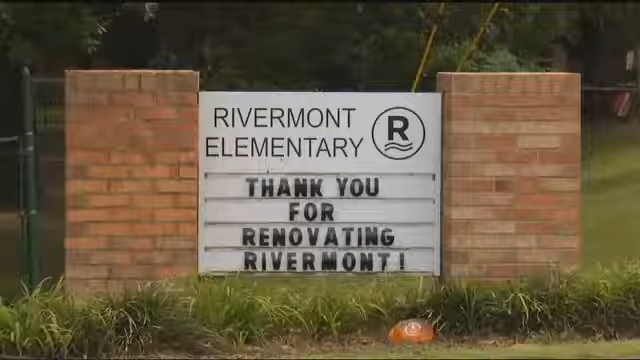 RIVERMONT
ELEMENTARY
R
THANK YOU
FOR
RENOVATING
RIVERMONT!